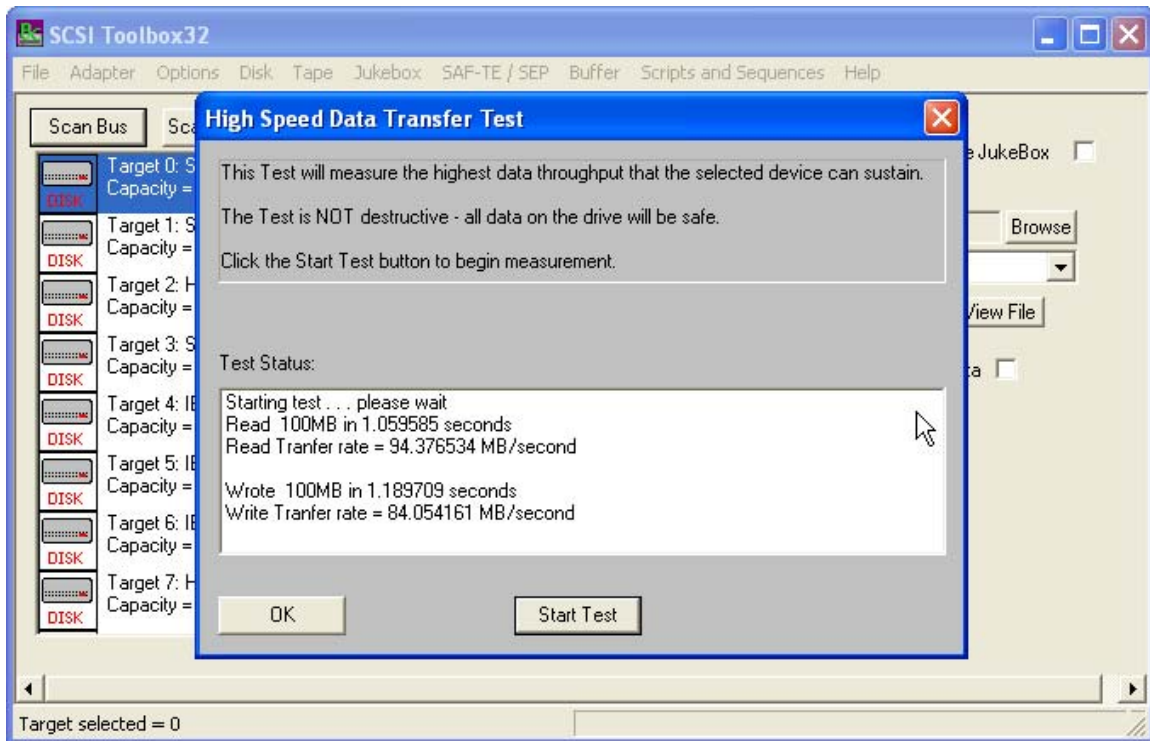 SCSI Toolbox32
File Adapter Options Disk Tape Jukebox SAF-TE / SEP Buffer Scripts and Sequences Help
Scan Bus
High Speed Data Transfer Test
This Test will measure the highest data throughput that the selected device can sustain.
The Test is NOT destructive - all data on the drive will be safe.
Click the Start Test button to begin measurement.
Test Status:
Starting test . . . please wait
Read 100MB in 1.059585 seconds
Read Tranfer rate = 94.376534 MB/second
Wrote 100MB in 1.189709 seconds
Write Tranfer rate = 84.054161 MB/second
OK
Start Test
DISK
Target 0: S
Capacity =
DISK
Target 1: S
Capacity =
DISK
Target 2: H
Capacity =
DISK
Target 3: S
Capacity =
DISK
Target 4: IB
Capacity =
DISK
Target 5: IB
Capacity =
DISK
Target 6: IB
Capacity =
DISK
Target 7: H
Capacity =
JukeBox
Browse
View File
Target selected = 0